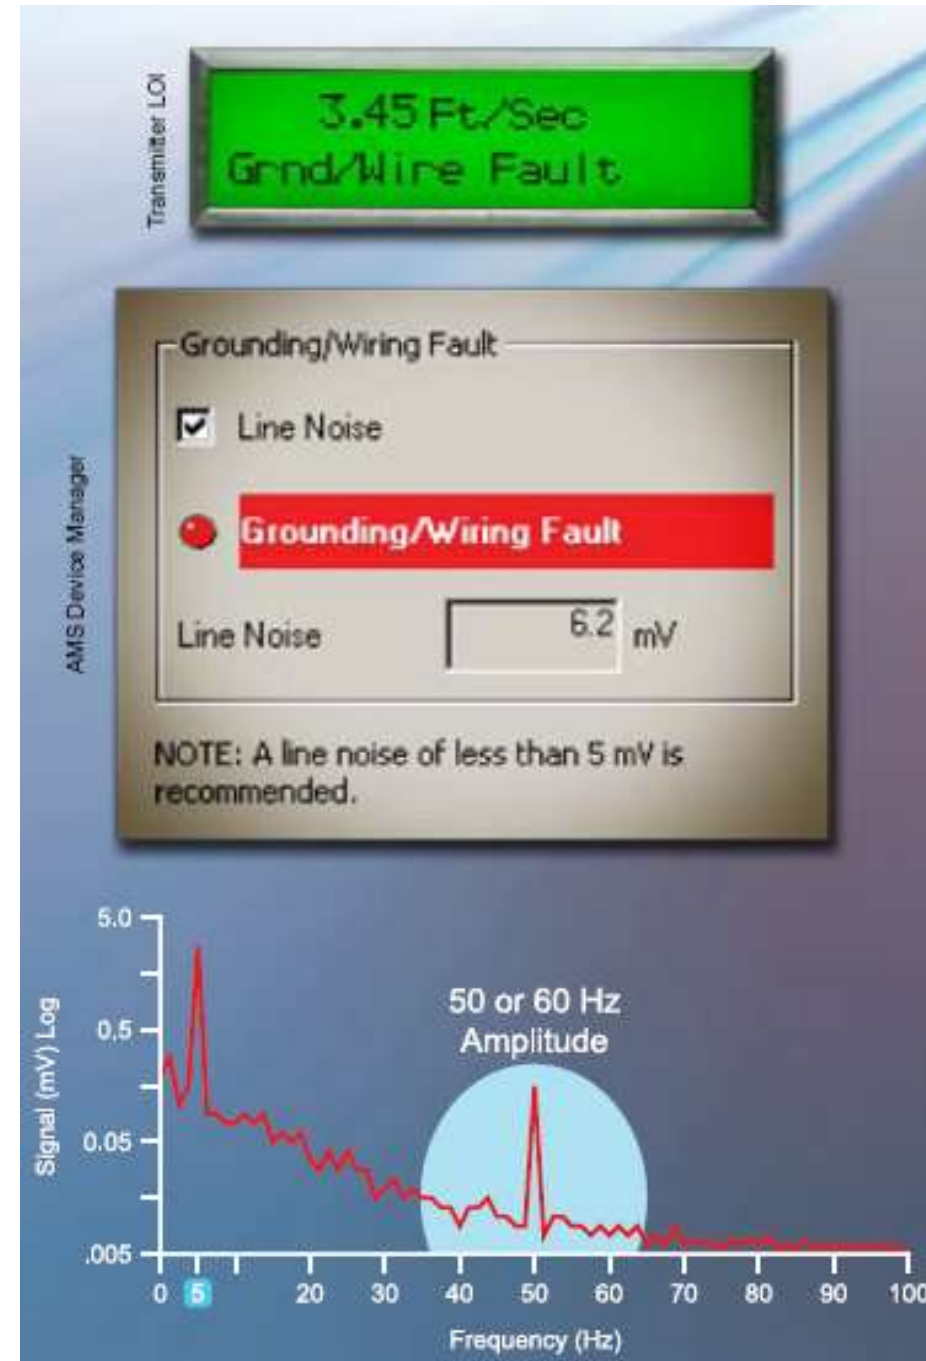 Transmitter LOI
3.45 Ft./Sec
Grnd/Wire Fault
AMS Device Manager
Grounding/Wiring Fault
Line Noise
Grounding/Wiring Fault
Line Noise 6.2 mV
NOTE: A line noise of less than 5 mV is
recommended.
Signal (mV) Log
5.0
0.5
0.05
.005
50 or 60 Hz
Amplitude
0 5 20 30 40 50 60 70 80 90 100
Frequency (Hz)